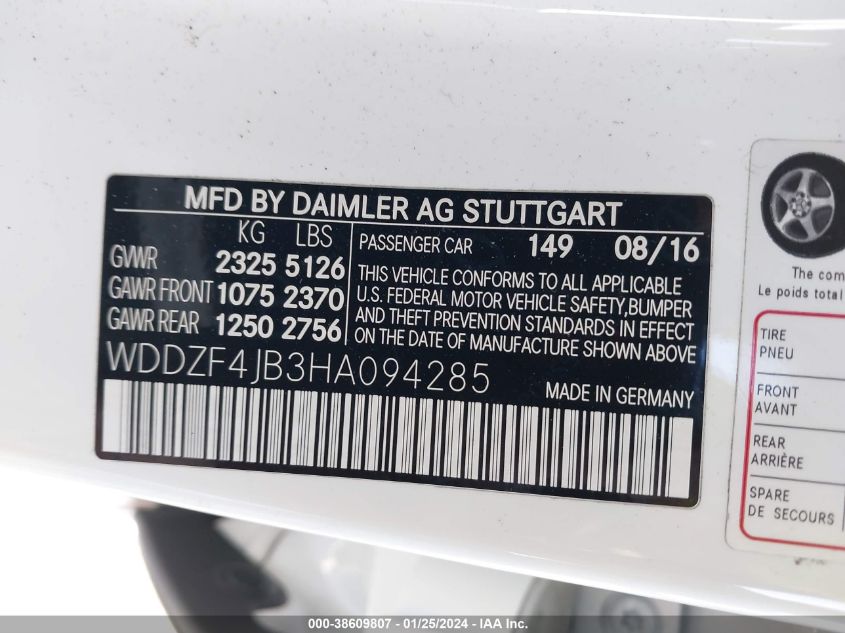 MFD BY DAIMLER AG STUTTGART
KG LBS
GVWR 2325 5126
GAWR FRONT 1075 2370
GAWR REAR 1250 2756
PASSENGER CAR 149 08/16
THIS VEHICLE CONFORMS TO ALL APPLICABLE
U.S. FEDERAL MOTOR VEHICLE SAFETY,BUMPER
AND THEFT PREVENTION STANDARDS IN EFFECT
ON THE DATE OF MANUFACTURE SHOWN ABOVE
WDDZF4JB3HA094285
MADE IN GERMANY
The com
Le poids total
TIRE
PNEU
FRONT
AVANT
REAR
ARRIÈRE
SPARE
DE SECOURS
000-38609807 - 01/25/2024 - IAA Inc.